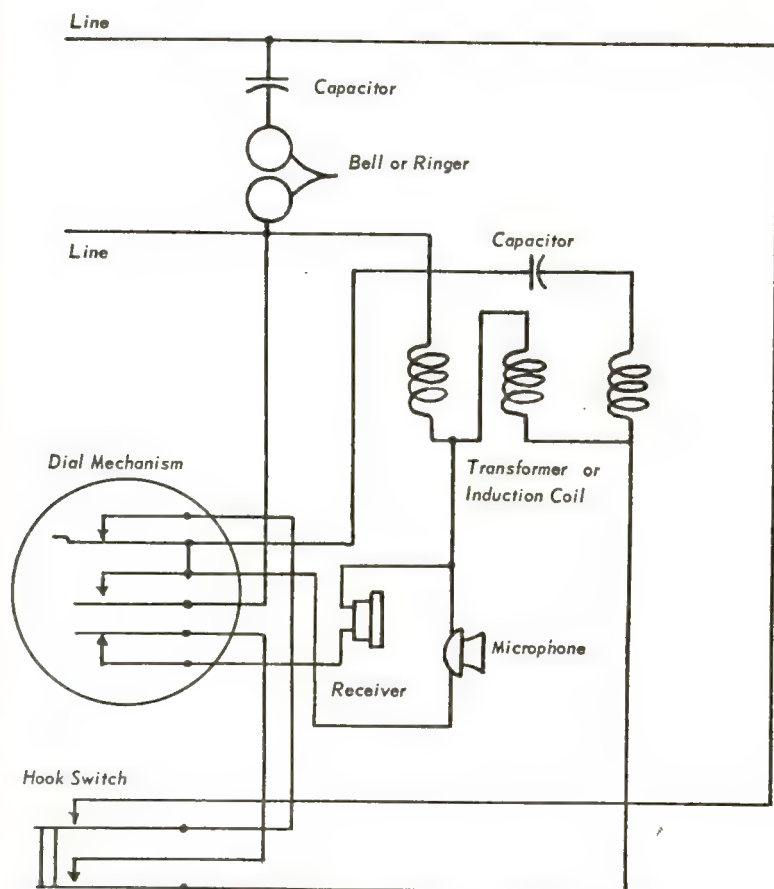 Line
Capacitor
Bell or Ringer
Line
Capacitor
Dial Mechanism
Transformer or
Induction Coil
Microphone
Receiver
Hook Switch